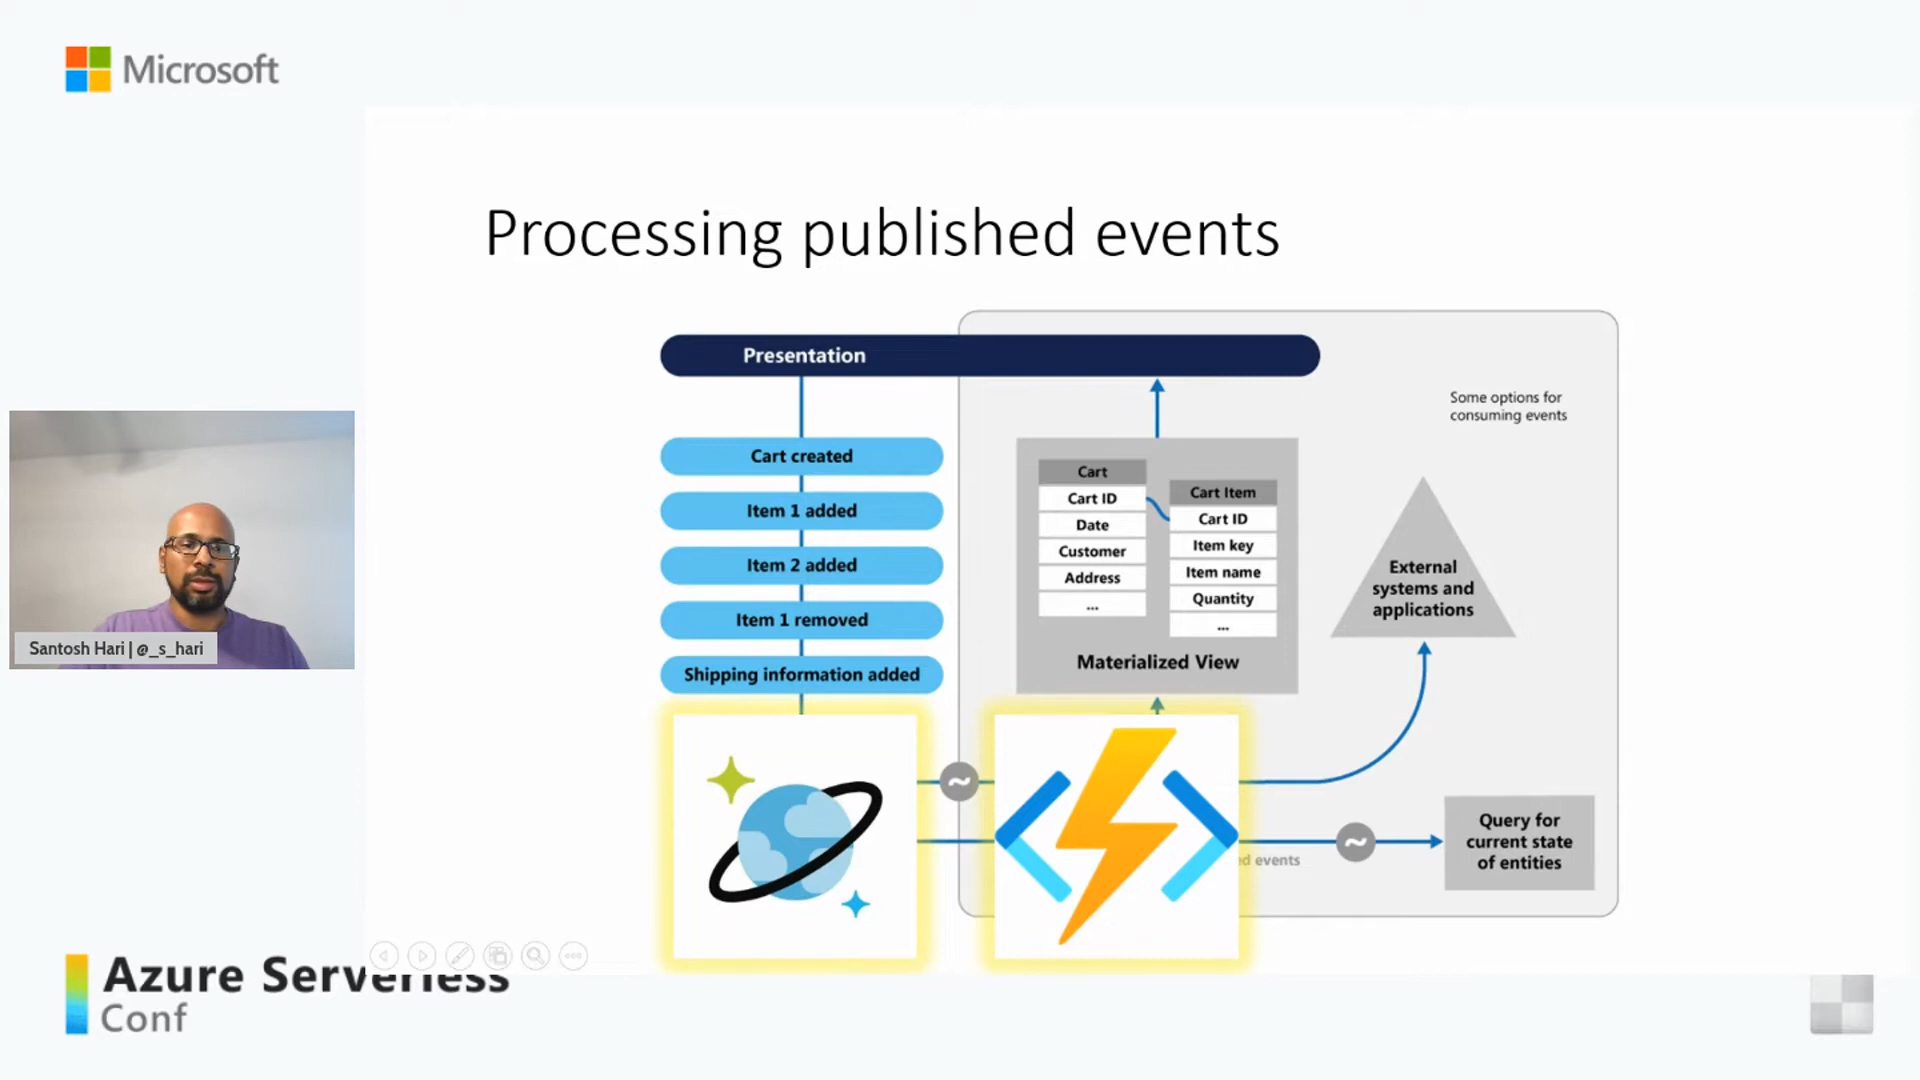 Microsoft
Processing published events
Presentation
Some options for
consuming events
Cart created
Item 1 added
Item 2 added
Item 1 removed
Shipping information added
Cart
Cart ID
Date
Customer
Address
...
Cart Item
Cart ID
Item key
Item name
Quantity
...
Materialized View
External
systems and
applications
Query for
current state
of entities
ed events
Santosh Hari | @_s_hari
Azure Serverless
Conf